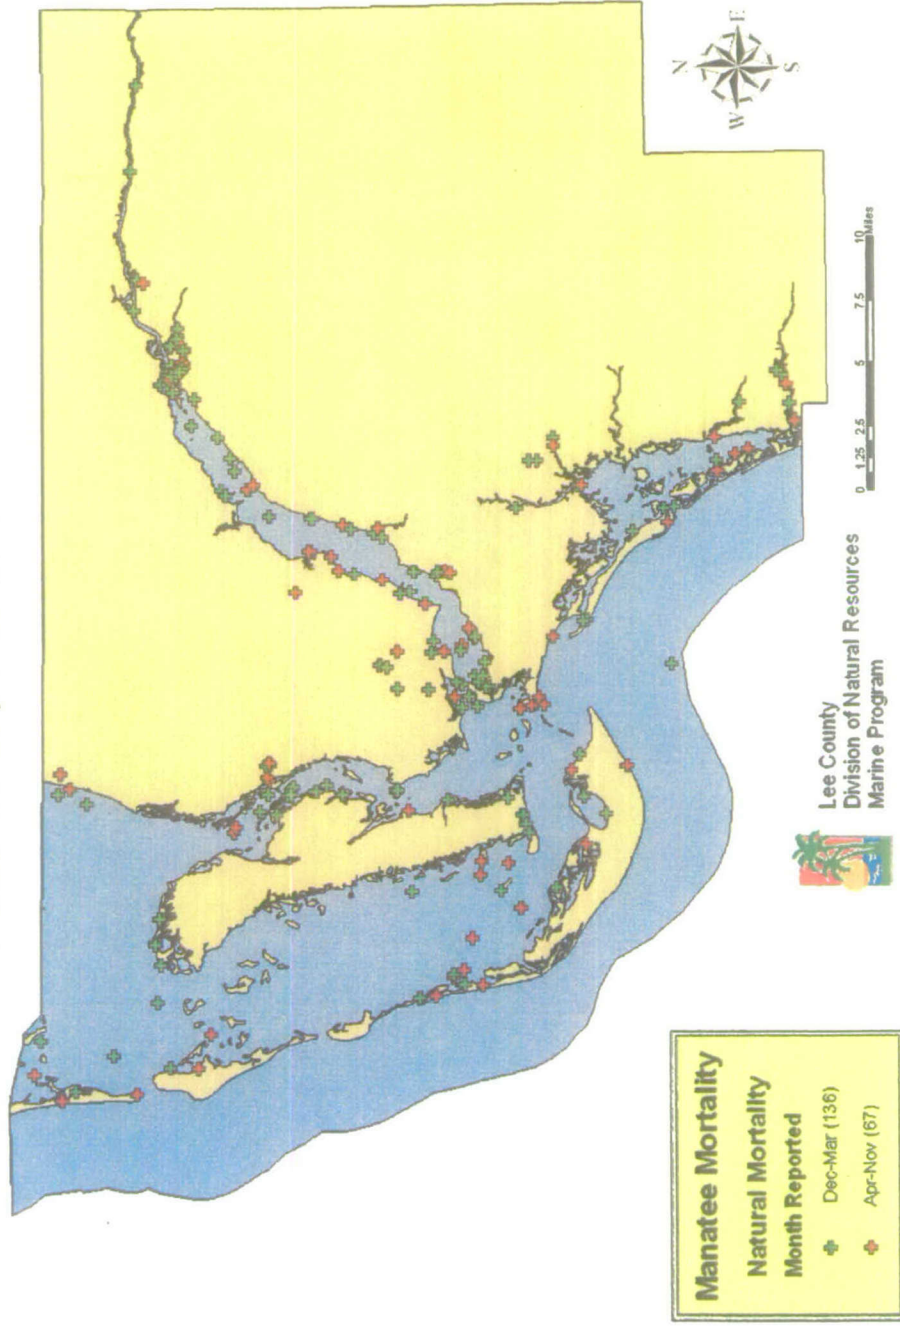 N
W
E
S
0 1.25 2.5 5 7.5 10
Miles
Lee County
Division of Natural Resources
Marine Program
Manatee Mortality
Natural Mortality
Month Reported
Dec-Mar (136)
Apr-Nov (67)